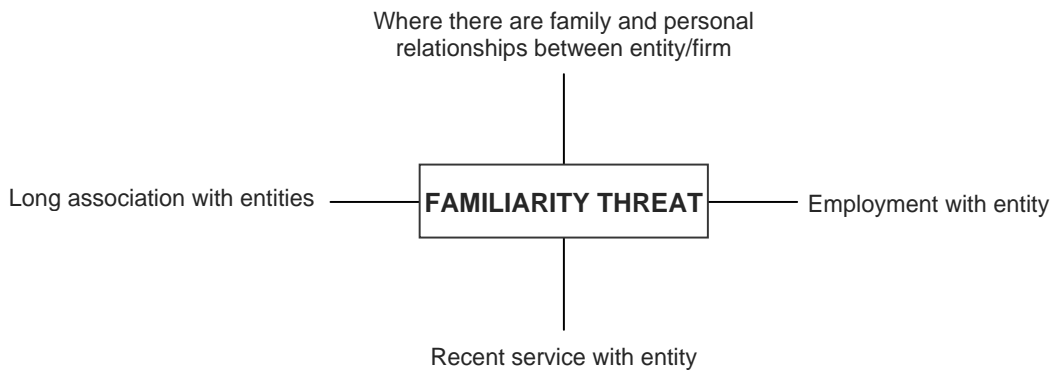 Where there are family and personal
relationships between entity/firm
Long association with entities
FAMILIARITY THREAT
Employment with entity
Recent service with entity